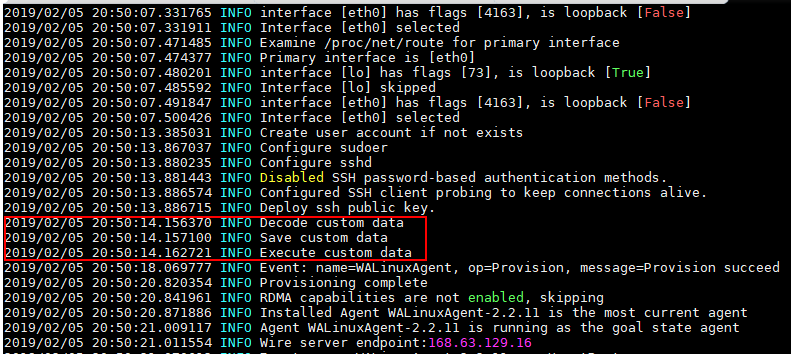 2019/02/05 20:50:07.331765 INFO interface [eth0] has flags [4163], is loopback [False]
2019/02/05 20:50:07.331911 INFO Interface [eth0] selected
2019/02/05 20:50:07.471485 INFO Examine /proc/net/route for primary interface
2019/02/05 20:50:07.474377 INFO Primary interface is [eth0]
2019/02/05 20:50:07.480201 INFO interface [lo] has flags [73], is loopback [True]
2019/02/05 20:50:07.485592 INFO Interface [lo] skipped
2019/02/05 20:50:07.491847 INFO interface [eth0] has flags [4163], is loopback [False]
2019/02/05 20:50:07.500426 INFO Interface [eth0] selected
2019/02/05 20:50:13.385031 INFO Create user account if not exists
2019/02/05 20:50:13.867037 INFO Configure sudoer
2019/02/05 20:50:13.880235 INFO Configure sshd
2019/02/05 20:50:13.881443 INFO Disabled SSH password-based authentication methods.
2019/02/05 20:50:13.886574 INFO Configured SSH client probing to keep connections alive.
2019/02/05 20:50:13.886715 INFO Deploy ssh public key.
2019/02/05 20:50:14.156370 INFO Decode custom data
2019/02/05 20:50:14.157100 INFO Save custom data
2019/02/05 20:50:14.162721 INFO Execute custom data
2019/02/05 20:50:18.069777 INFO Event: name=WALinuxAgent, op=Provision, message=Provision succeed
2019/02/05 20:50:20.820354 INFO Provisioning complete
2019/02/05 20:50:20.841961 INFO RDMA capabilities are not enabled, skipping
2019/02/05 20:50:20.871886 INFO Installed Agent WALinuxAgent-2.2.11 is the most current agent
2019/02/05 20:50:21.009117 INFO Agent WALinuxAgent-2.2.11 is running as the goal state agent
2019/02/05 20:50:21.011554 INFO Wire server endpoint:168.63.129.16